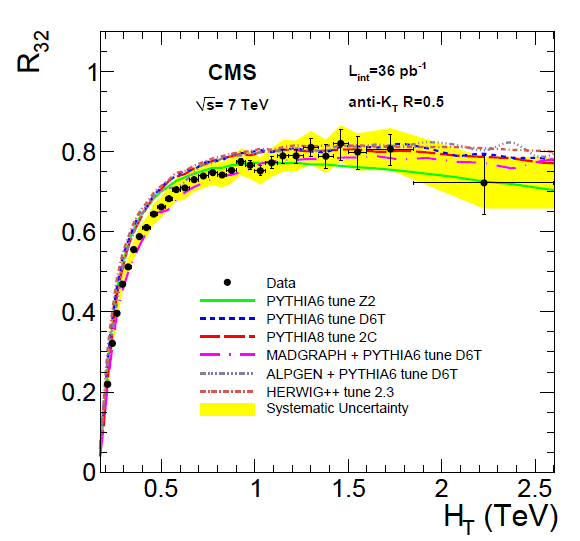 R32
1
0.8
0.6
0.4
0.2
0
CMS
Lint=36 pb-1
√s= 7 TeV
anti-KT R=0.5
Data
PYTHIA6 tune Z2
PYTHIA6 tune D6T
PYTHIA8 tune 2C
MADGRAPH + PYTHIA6 tune D6T
ALPGEN + PYTHIA6 tune D6T
HERWIG++ tune 2.3
Systematic Uncertainty
0.5 1 1.5 2 2.5
HT (TeV)